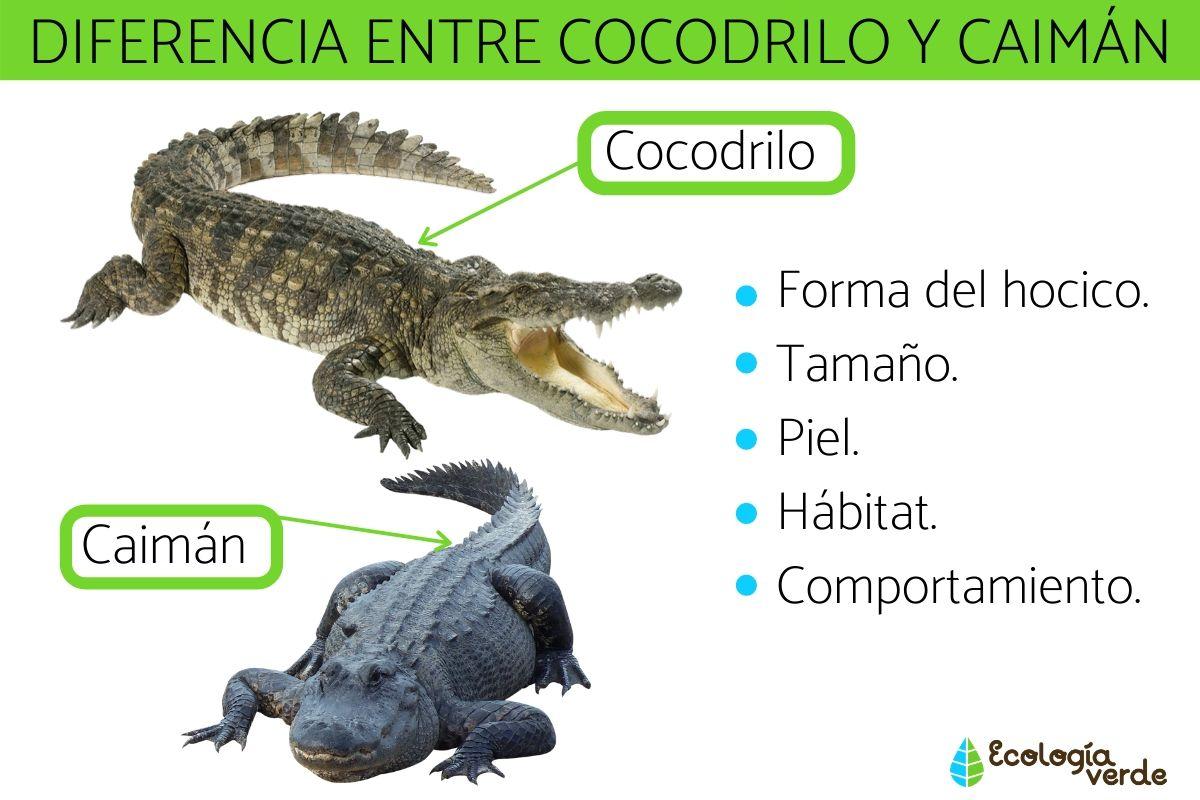 DIFERENCIA ENTRE COCODRILO Y CAIMÁN
Cocodrilo
Forma del hocico.
Tamaño.
Piel.
Caimán
Hábitat.
Comportamiento.
Ecología
verde